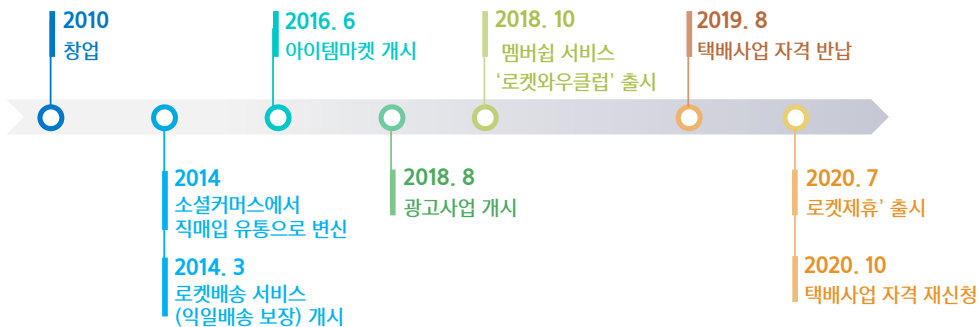 2010
창업
2014
소셜커머스에서
직매입 유통으로 변신
2014. 3
로켓배송 서비스
(익일배송 보장) 개시
2016. 6
아이템마켓 개시
2018. 8
광고사업 개시
2018. 10
멤버쉽 서비스
‘로켓와우클럽’ 출시
2019. 8
택배사업 자격 반납
2020. 7
로켓제휴’ 출시
2020. 10
택배사업 자격 재신청